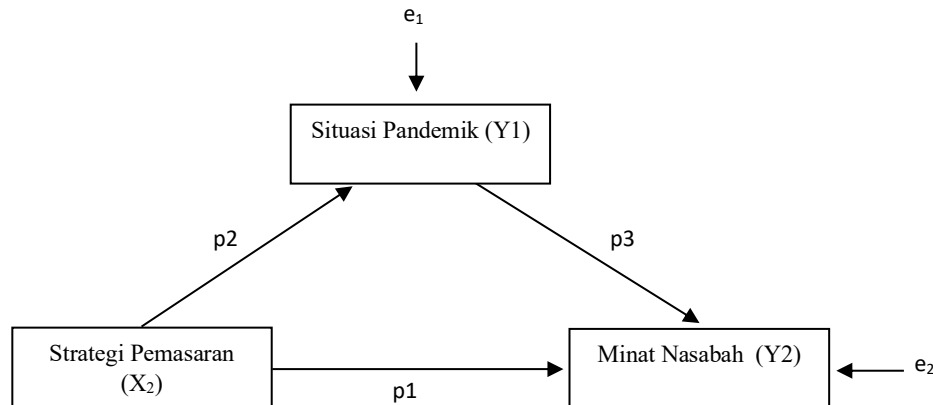 e₁
Situasi Pandemik (Y1)
p2
p3
Strategi Pemasaran
(X₂)
p1
Minat Nasabah (Y2)
e₂